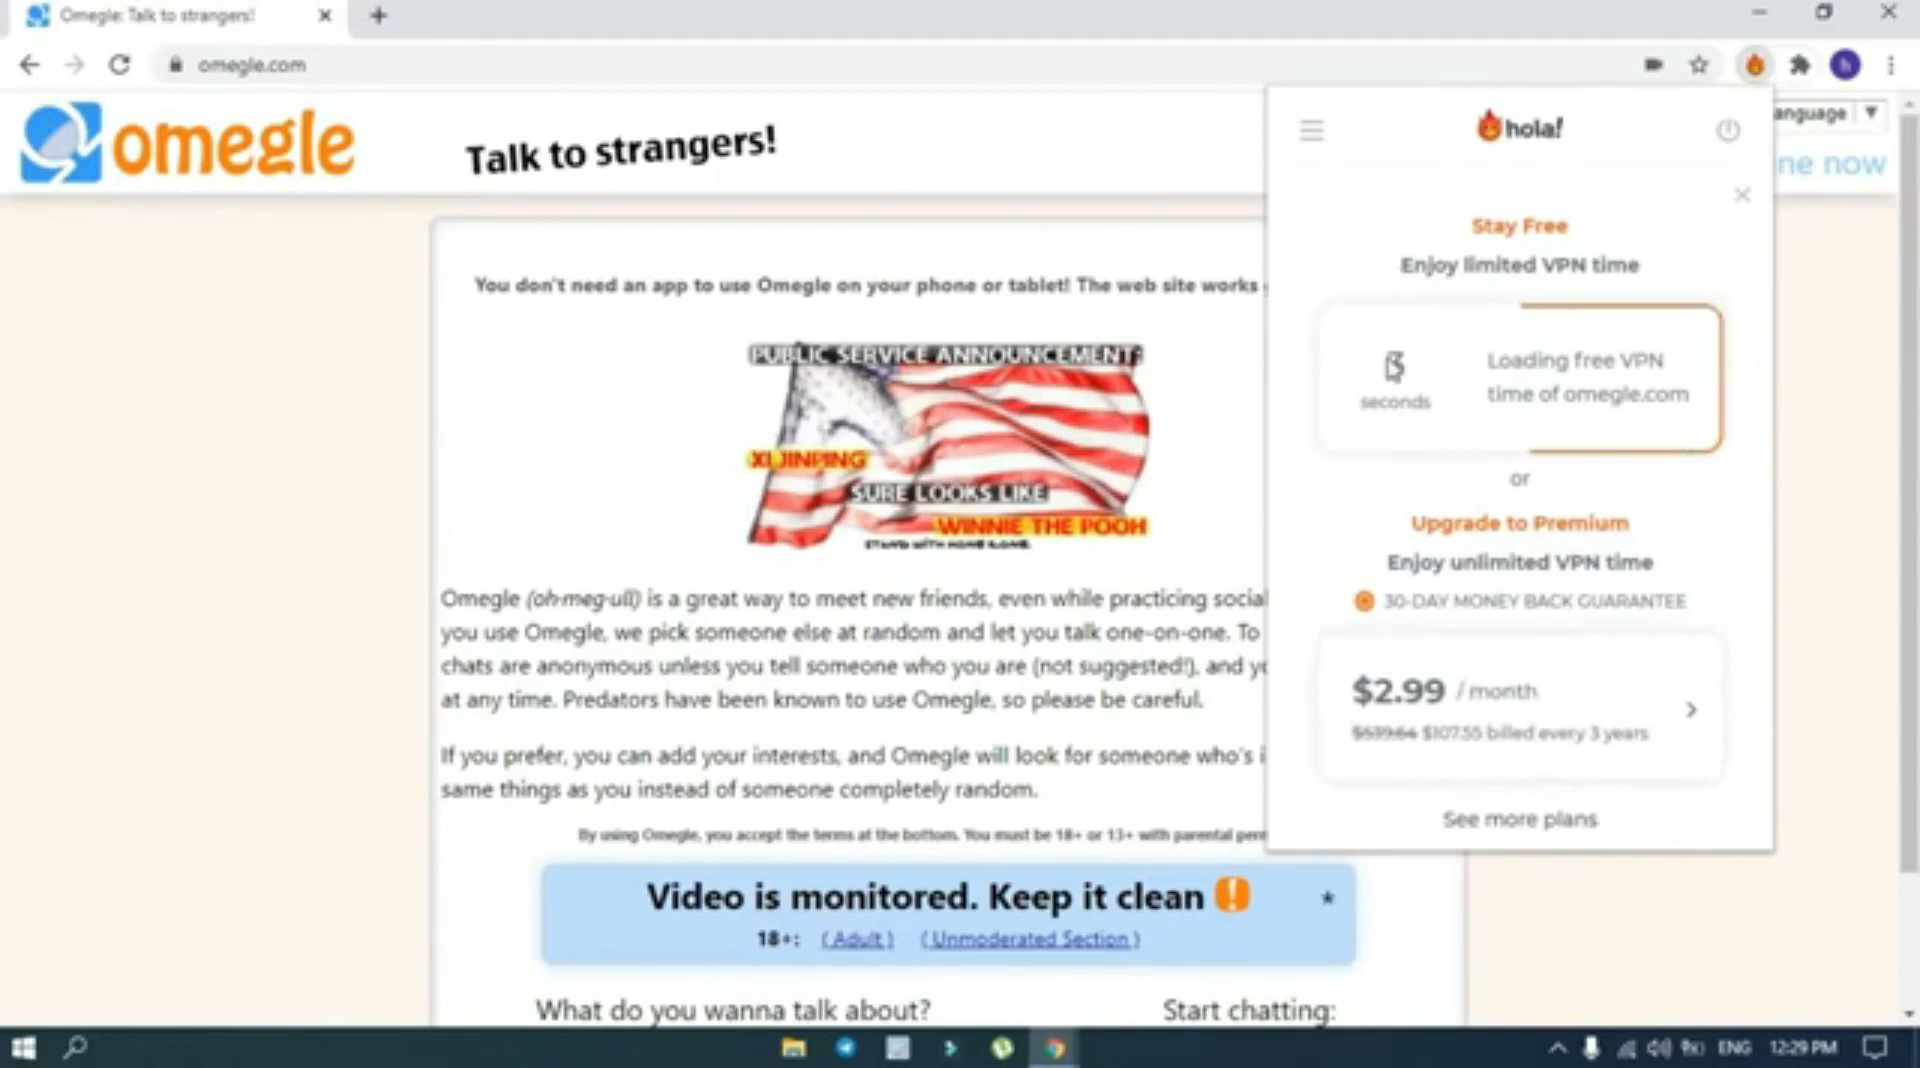 Omegle: Talk to strangers!
omegle.com
omegle
Talk to strangers!
anguage
ne now
hola!
Stay Free
Enjoy limited VPN time
seconds
Loading free VPN
time of omegle.com
or
Upgrade to Premium
Enjoy unlimited VPN time
30-DAY MONEY BACK GUARANTEE
$2.99 / month
$107.55 billed every 3 years
See more plans
You don't need an app to use Omegle on your phone or tablet! The web site works
PUBLIC SERVICE ANNOUNCEMENT:
XI JINPING
SURE LOOKS LIKE
WINNIE THE POOH
STAND WITH HONG KONG.
Omegle (oh·meg·ull) is a great way to meet new friends, even while practicing social
you use Omegle, we pick someone else at random and let you talk one-on-one. To
chats are anonymous unless you tell someone who you are (not suggested!), and yo
at any time. Predators have been known to use Omegle, so please be careful.
If you prefer, you can add your interests, and Omegle will look for someone who's i
same things as you instead of someone completely random.
By using Omegle, you accept the terms at the bottom. You must be 18+ or 13+ with parental perm
Video is monitored. Keep it clean !
18+: (Adult) (Unmoderated Section)
What do you wanna talk about?
Start chatting:
ENG 12:29 PM